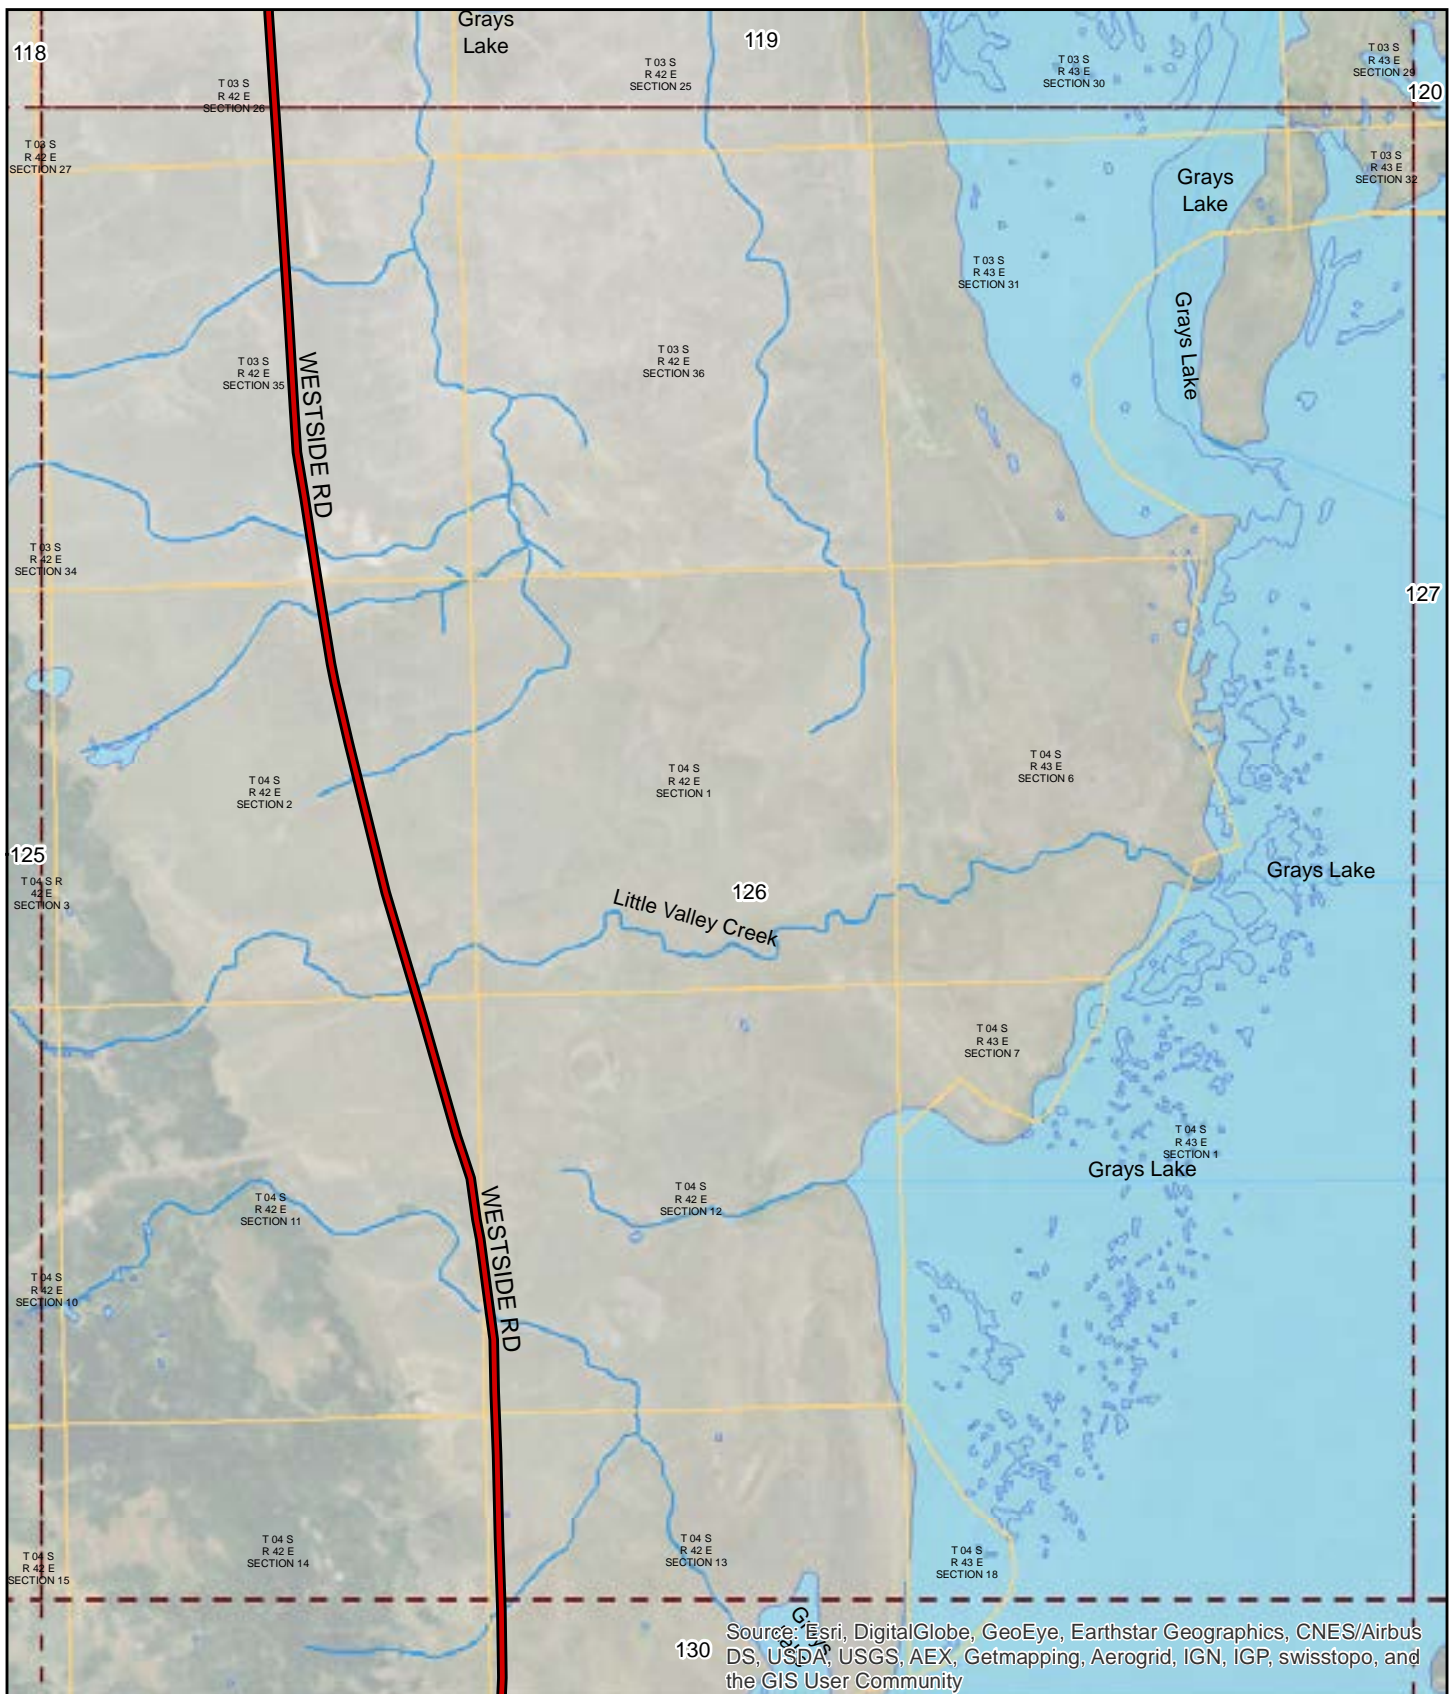 Grays
Lake
118
119
T 03 S
R 42 E
SECTION 26
T 03 S
R 42 E
SECTION 25
T 03 S
R 43 E
SECTION 30
T 03 S
R 43 E
SECTION 29
120
T 03 S
R 42 E
SECTION 27
T 03 S
R 43 E
SECTION 32
Grays
Lake
T 03 S
R 43 E
SECTION 31
Grays Lake
T 03 S
R 42 E
SECTION 35
WESTSIDE RD
T 03 S
R 42 E
SECTION 36
T 03 S
R 42 E
SECTION 34
127
T 04 S
R 42 E
SECTION 2
T 04 S
R 42 E
SECTION 1
T 04 S
R 43 E
SECTION 6
125
T 04 S R
42 E
SECTION 3
126
Little Valley Creek
Grays Lake
T 04 S
R 43 E
SECTION 7
T 04 S
R 43 E
SECTION 1
Grays Lake
T 04 S
R 42 E
SECTION 11
T 04 S
R 42 E
SECTION 12
WESTSIDE RD
T 04 S
R 42 E
SECTION 10
T 04 S
R 42 E
SECTION 14
T 04 S
R 42 E
SECTION 13
T 04 S
R 43 E
SECTION 18
T 04 S
R 42 E
SECTION 15
Grays
130
Source: Esri, DigitalGlobe, GeoEye, Earthstar Geographics, CNES/Airbus
DS, USDA, USGS, AEX, Getmapping, Aerogrid, IGN, IGP, swisstopo, and
the GIS User Community